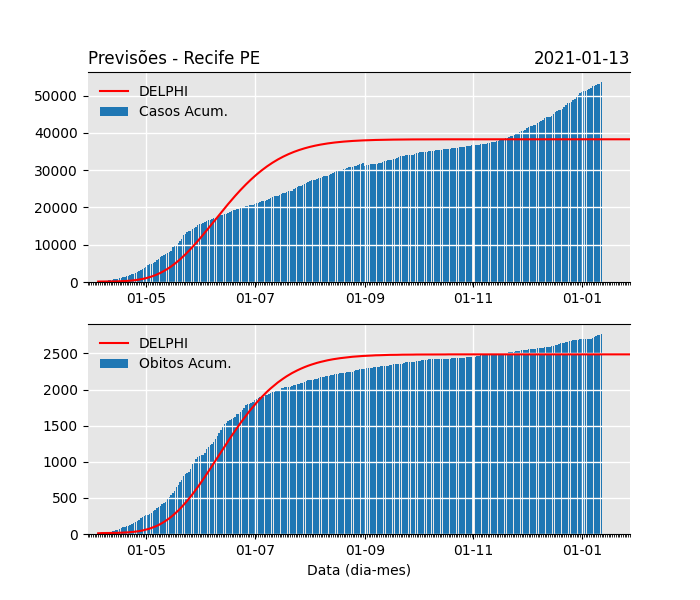 Previsões - Recife PE 2021-01-13
DELPHI
Casos Acum.
50000
40000
30000
20000
10000
0
01-05 01-07 01-09 01-11 01-01
DELPHI
Obitos Acum.
2500
2000
1500
1000
500
0
01-05 01-07 01-09 01-11 01-01
Data (dia-mes)